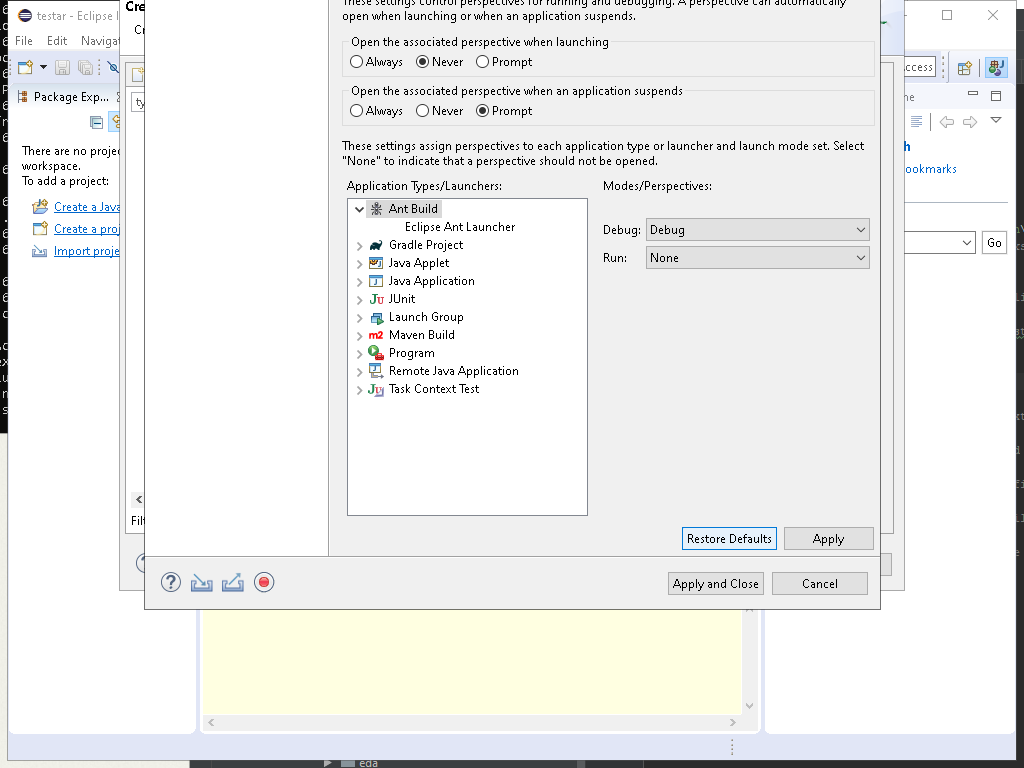 testar - Eclipse I
Cre
File Edit Navigat
Cr
These settings control perspectives for running and debugging. A perspective can automatically
open when launching or when an application suspends.
Open the associated perspective when launching
Always Never Prompt
Open the associated perspective when an application suspends
Always Never Prompt
These settings assign perspectives to each application type or launcher and launch mode set. Select
"None" to indicate that a perspective should not be opened.
Application Types/Launchers:
Modes/Perspectives:
Ant Build
Eclipse Ant Launcher
Gradle Project
Java Applet
Java Application
JUnit
Launch Group
Maven Build
Program
Remote Java Application
Task Context Test
Debug: Debug
Run: None
Restore Defaults Apply
Apply and Close Cancel
Package Exp...
ty
There are no proje
workspace.
To add a project:
Create a Java
Create a proj
Import proje
Filt
ccess
ne
h
ookmarks
Go
eda